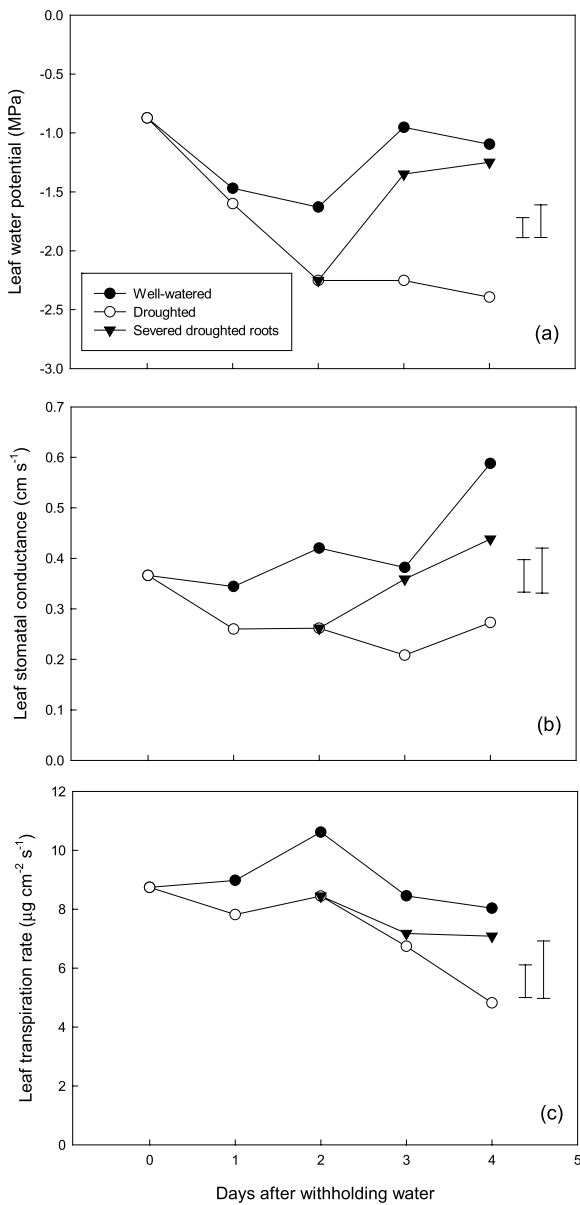 0.0
-0.5
-1.0
-1.5
-2.0
-2.5
-3.0
Leaf water potential (MPa)
Well-watered
Droughted
Severed droughted roots
(a)
0.7
0.6
0.5
0.4
0.3
0.2
0.1
0.0
Leaf stomatal conductance (cm s⁻¹)
(b)
12
10
8
6
4
2
0
Leaf transpiration rate (µg cm⁻² s⁻¹)
(c)
0 1 2 3 4 5
Days after withholding water